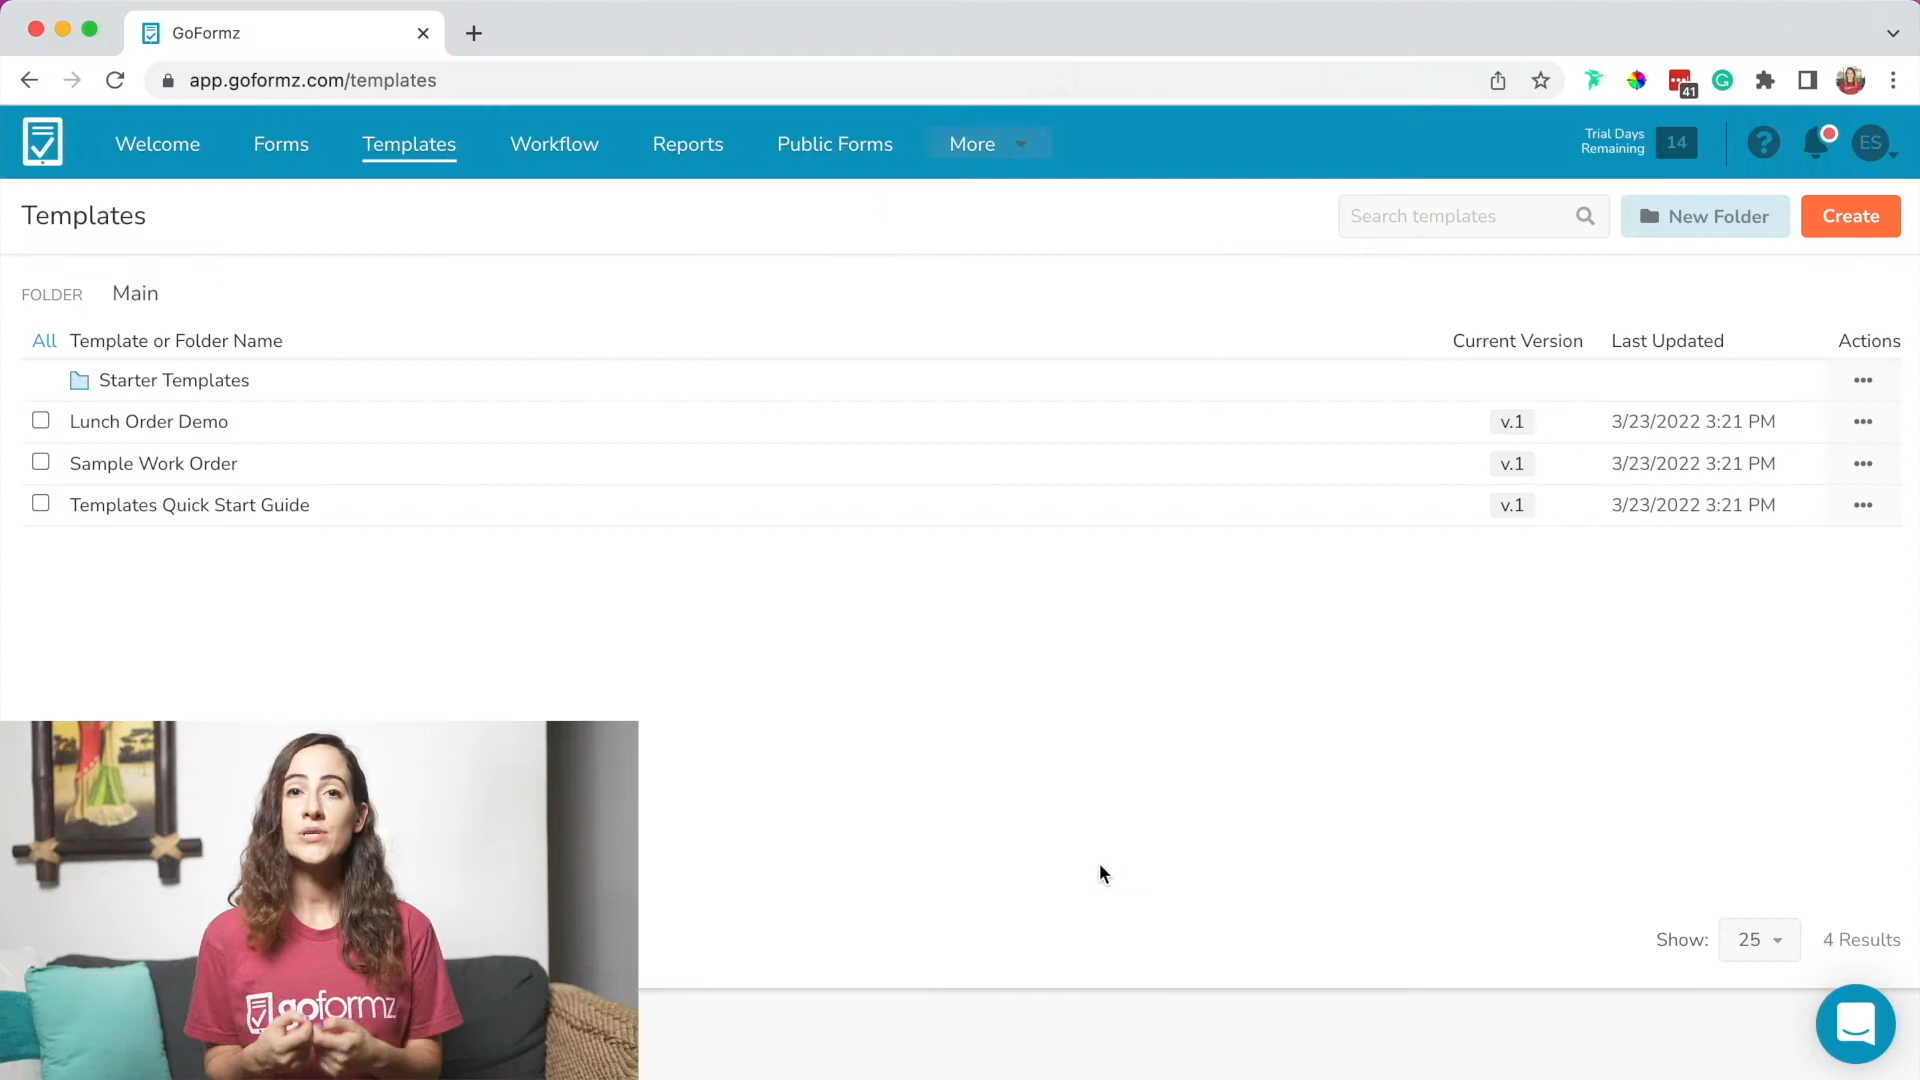 GoFormz
app.goformz.com/templates
41
Welcome Forms Templates Workflow Reports Public Forms More
Trial Days
Remaining
14
?
ES
Templates
Search templates
New Folder
Create
FOLDER Main
All Template or Folder Name Current Version Last Updated Actions
Starter Templates
Lunch Order Demo v.1 3/23/2022 3:21 PM
Sample Work Order v.1 3/23/2022 3:21 PM
Templates Quick Start Guide v.1 3/23/2022 3:21 PM
Show: 25 4 Results
goformz